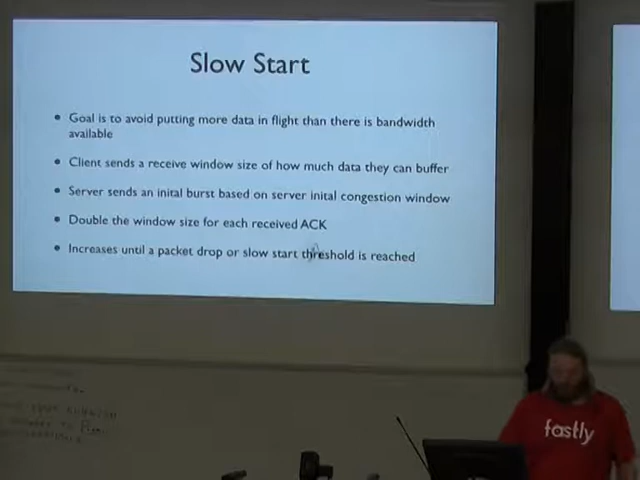 Slow Start
• Goal is to avoid putting more data in flight than there is bandwidth
available
• Client sends a receive window size of how much data they can buffer
• Server sends an inital burst based on server inital congestion window
• Double the window size for each received ACK
• Increases until a packet drop or slow start threshold is reached
fastly